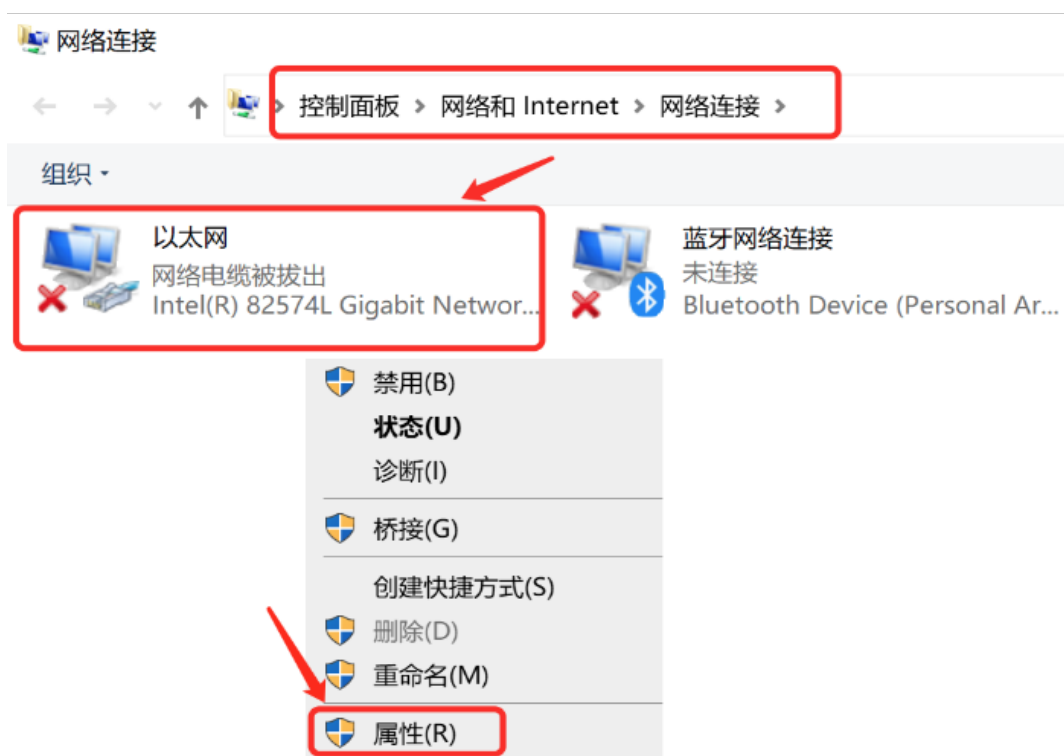 网络连接
控制面板 > 网络和 Internet > 网络连接 >
组织
以太网
网络电缆被拔出
Intel(R) 82574L Gigabit Networ...
蓝牙网络连接
未连接
Bluetooth Device (Personal Ar...
禁用(B)
状态(U)
诊断(I)
桥接(G)
创建快捷方式(S)
删除(D)
重命名(M)
属性(R)